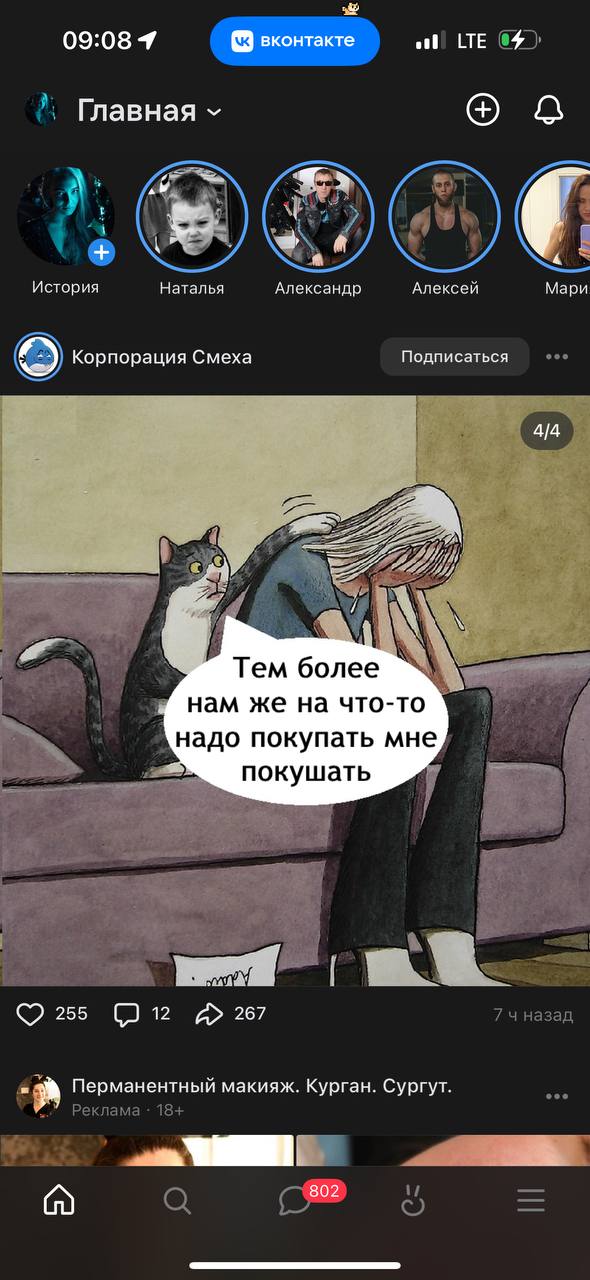 09:08
вконтакте
LTE
Главная
История
Наталья
Александр
Алексей
Мари
Корпорация Смеха
Подписаться
4/4
Тем более
нам же на что-то
надо покупать мне
покушать
255
12
267
7 ч назад
Перманентный макияж. Курган. Сургут.
Реклама · 18+
802